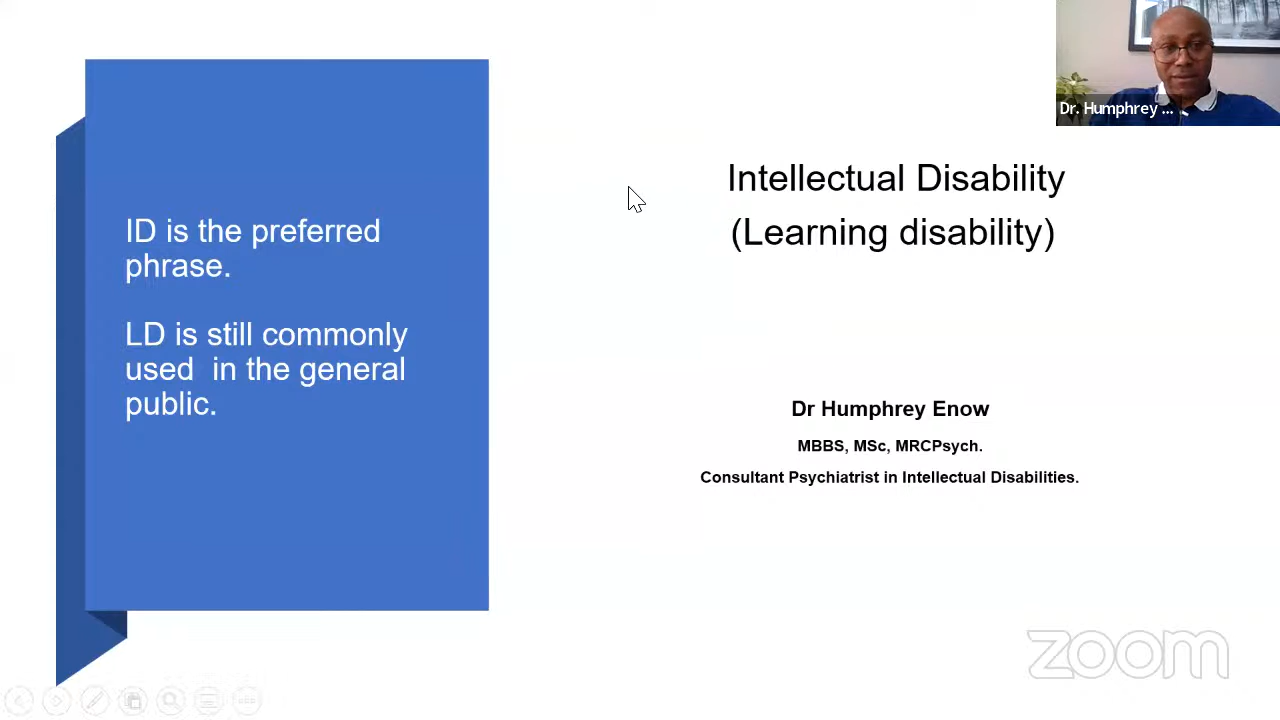 Dr. Humphrey ...
Intellectual Disability
(Learning disability)
ID is the preferred
phrase.
LD is still commonly
used  in the general
public.
Dr Humphrey Enow
MBBS, MSc, MRCPsych.
Consultant Psychiatrist in Intellectual Disabilities.
zoom